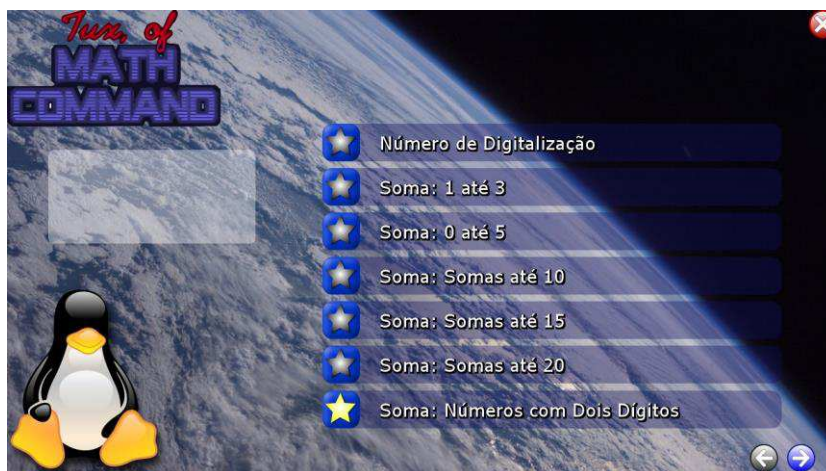 Tux, of
MATH
COMMAND
Número de Digitalização
Soma: 1 até 3
Soma: 0 até 5
Soma: Somas até 10
Soma: Somas até 15
Soma: Somas até 20
Soma: Números com Dois Dígitos